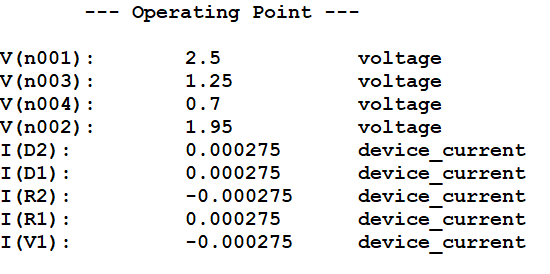 --- Operating Point ---
V(n001): 2.5 voltage
V(n003): 1.25 voltage
V(n004): 0.7 voltage
V(n002): 1.95 voltage
I(D2): 0.000275 device_current
I(D1): 0.000275 device_current
I(R2): -0.000275 device_current
I(R1): 0.000275 device_current
I(V1): -0.000275 device_current